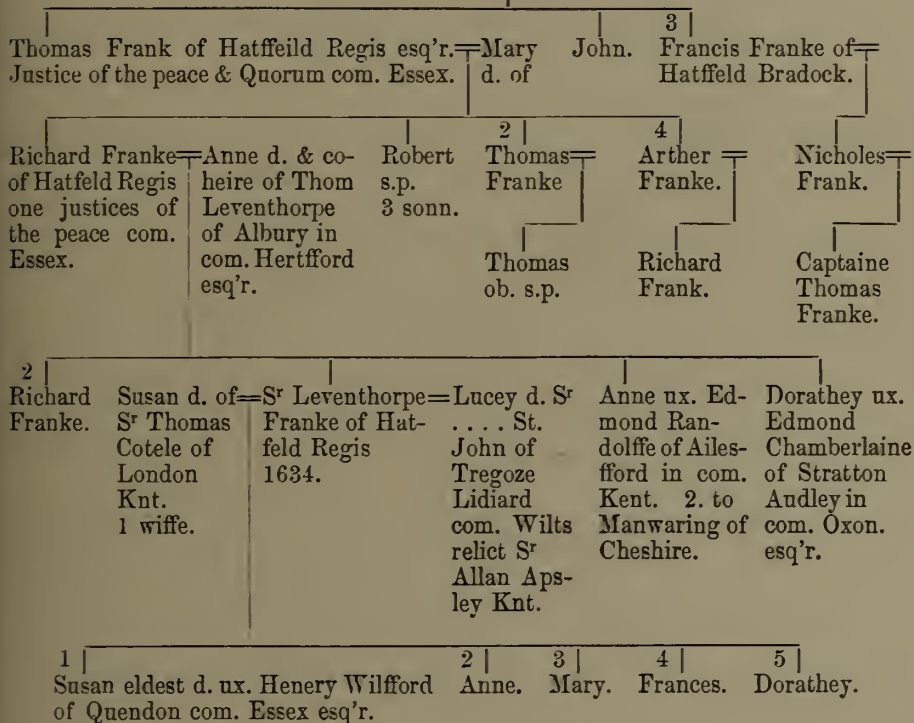 3
Thomas Frank of Hatffeild Regis esq'r.=Mary John. Francis Franke of=
Justice of the peace & Quorum com. Essex. d. of Hatffeld Bradock.
2 4
Richard Franke=Anne d. & co- Robert Thomas= Arther = Nicholes=
of Hatfeld Regis heire of Thom s.p. Franke Franke. Frank.
one justices of Leventhorpe 3 sonn.
the peace com. of Albury in
Essex. com. Hertfford Thomas Richard Captaine
esq'r. ob. s.p. Frank. Thomas
Franke.
2
Richard Susan d. of=Sʳ Leventhorpe=Lucey d. Sʳ Anne ux. Ed- Dorathey ux.
Franke. Sʳ Thomas Franke of Hat- . . . . St. mond Ran- Edmond
Cotele of feld Regis John of dolffe of Ailes- Chamberlaine
London 1634. Tregoze fford in com. of Stratton
Knt. Lidiard Kent. 2. to Audley in
1 wiffe. com. Wilts Manwaring of com. Oxon.
relict Sʳ Cheshire. esq'r.
Allan Aps-
ley Knt.
1 2 3 4 5
Susan eldest d. ux. Henery Wilfford Anne. Mary. Frances. Dorathey.
of Quendon com. Essex esq'r.